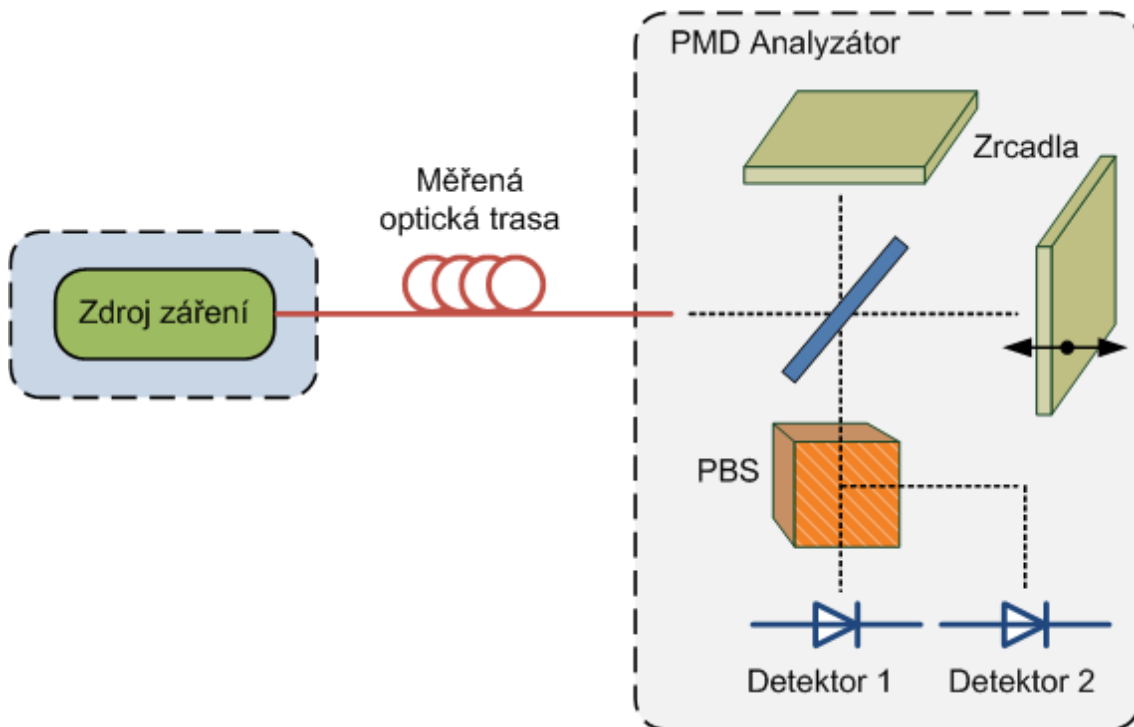 PMD Analyzátor
Zrcadla
Měřená
optická trasa
Zdroj záření
PBS
Detektor 1
Detektor 2